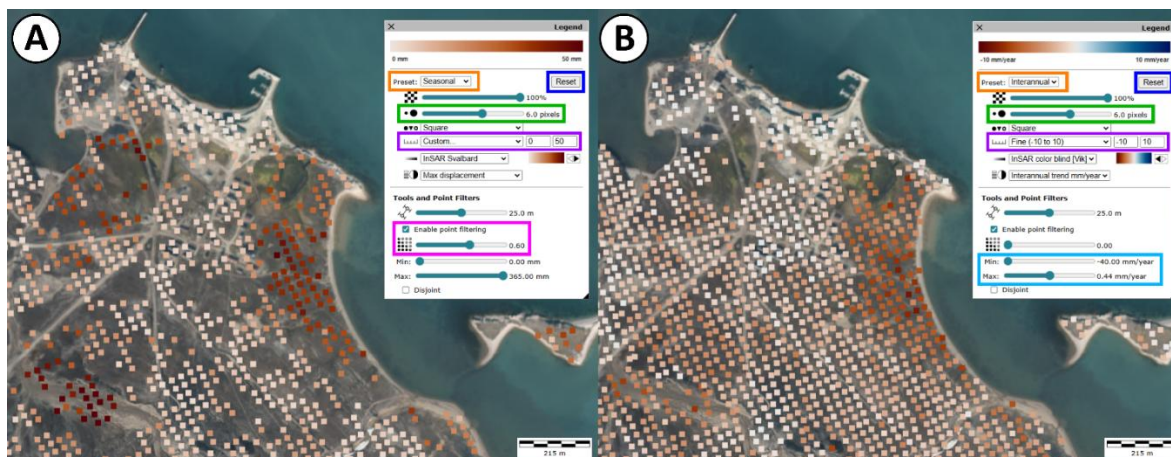 A
Legend
0 mm 50 mm
Preset: Seasonal Reset
100%
6.0 pixels
Square
Custom... 0 50
InSAR Svalbard
Max displacement
Tools and Point Filters
25.0 m
Enable point filtering
0.60
Min: 0.00 mm
Max: 365.00 mm
Disjoint
215 m
B
Legend
-10 mm/year 10 mm/year
Preset: Interannual Reset
100%
6.0 pixels
Square
Fine (-10 to 10) -10 10
InSAR color blind [Vik]
Interannual trend mm/year
Tools and Point Filters
25.0 m
Enable point filtering
0.00
Min: -40.00 mm/year
Max: 0.44 mm/year
Disjoint
215 m